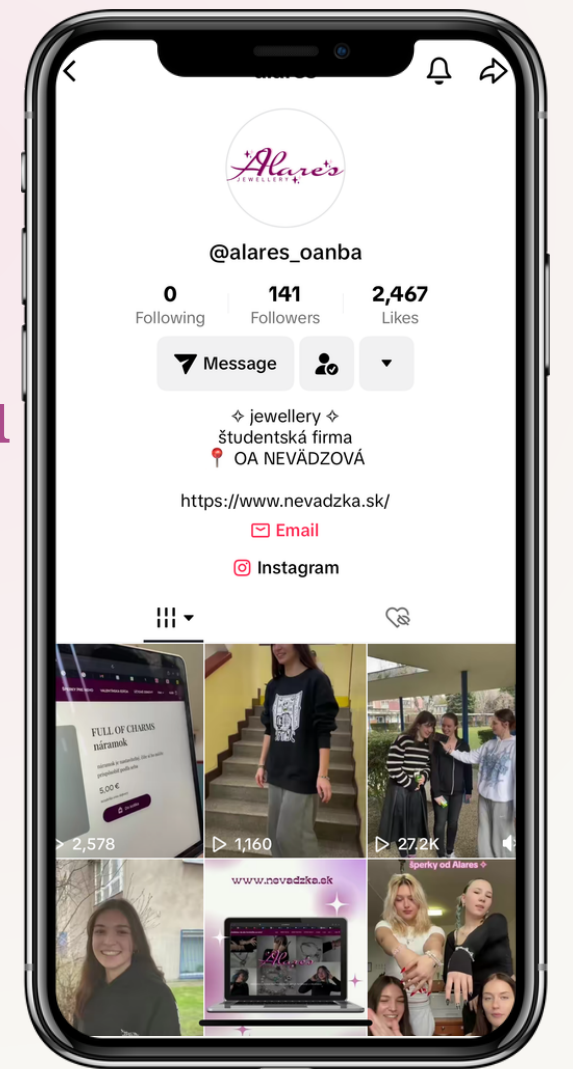 Alare's
JEWELLERY
@alares_oanba
0 141 2,467
Following Followers Likes
Message
✧ jewellery ✧
študentská firma
📍 OA NEVÄDZOVÁ
https://www.nevadzka.sk/
Email
Instagram
FULL OF CHARMS
náramok
5,00 €
2,578
1,160
27.2K
www.nevadzka.sk
Alare's
šperky od Alares ✧